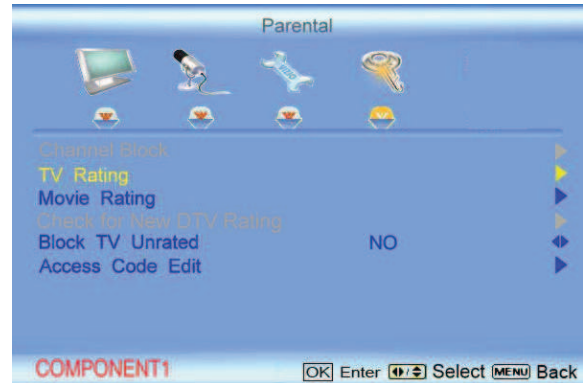 Parental
Channel Block
TV Rating
Movie Rating
Check for New DTV Rating
Block TV Unrated NO
Access Code Edit
COMPONENT1 OK Enter Select MENU Back